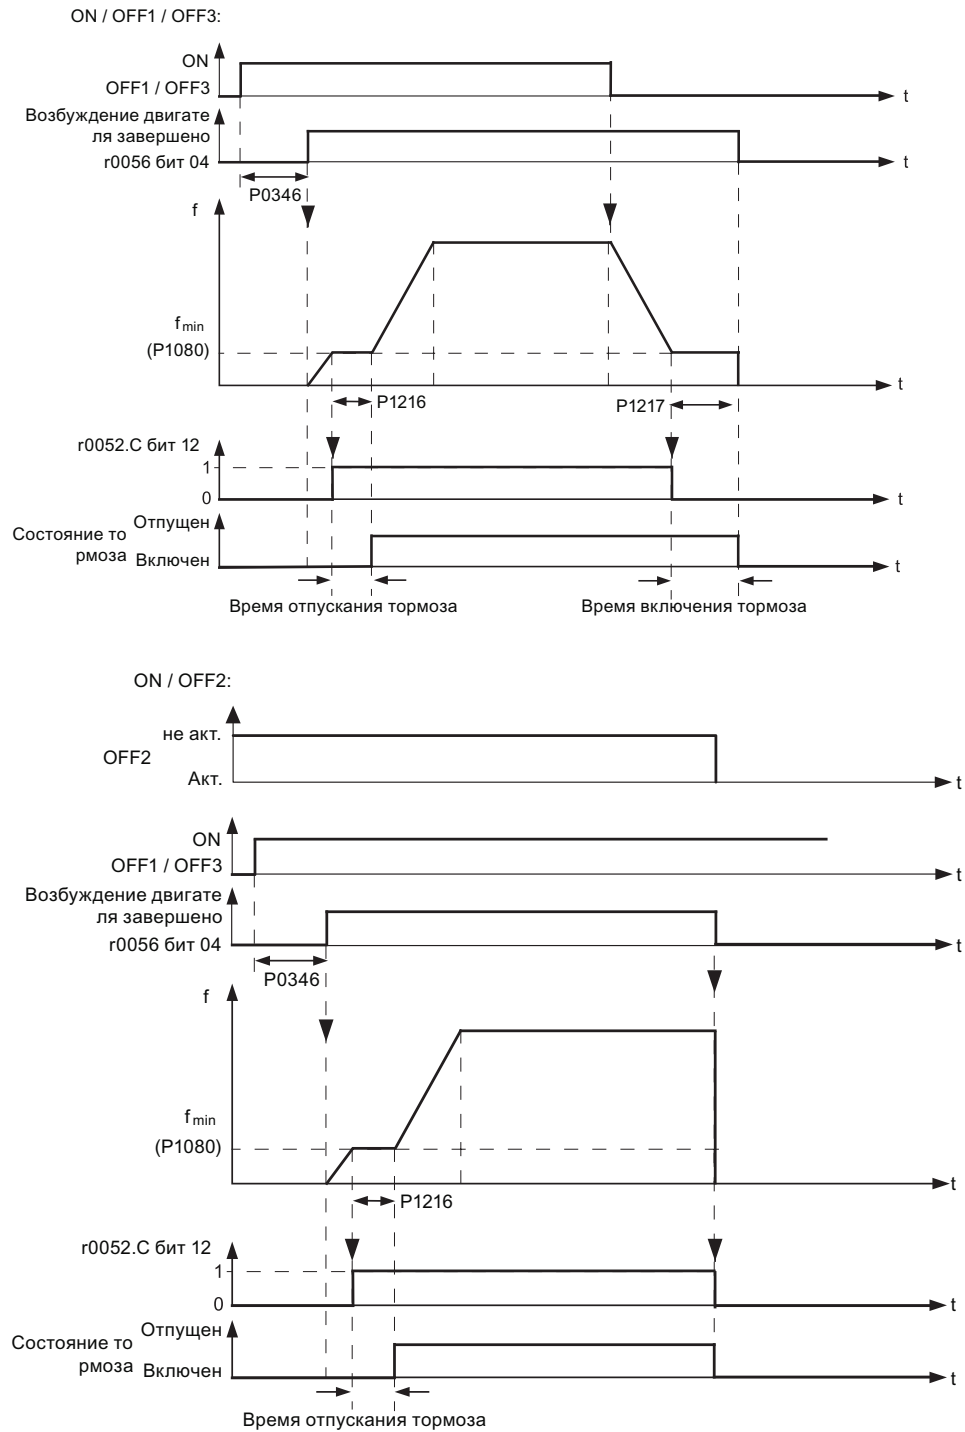 ON / OFF1 / OFF3:
ON
OFF1 / OFF3
t
Возбуждение двигате
ля завершено
r0056 бит 04
t
P0346
f
fmin
(P1080)
t
P1216
P1217
r0052.C бит 12
1
0
t
Состояние то
рмоза
Отпущен
Включен
t
Время отпускания тормоза
Время включения тормоза
ON / OFF2:
не акт.
OFF2
Акт.
t
ON
OFF1 / OFF3
t
Возбуждение двигате
ля завершено
r0056 бит 04
t
P0346
f
fmin
(P1080)
t
P1216
r0052.C бит 12
1
0
t
Состояние то
рмоза
Отпущен
Включен
t
Время отпускания тормоза